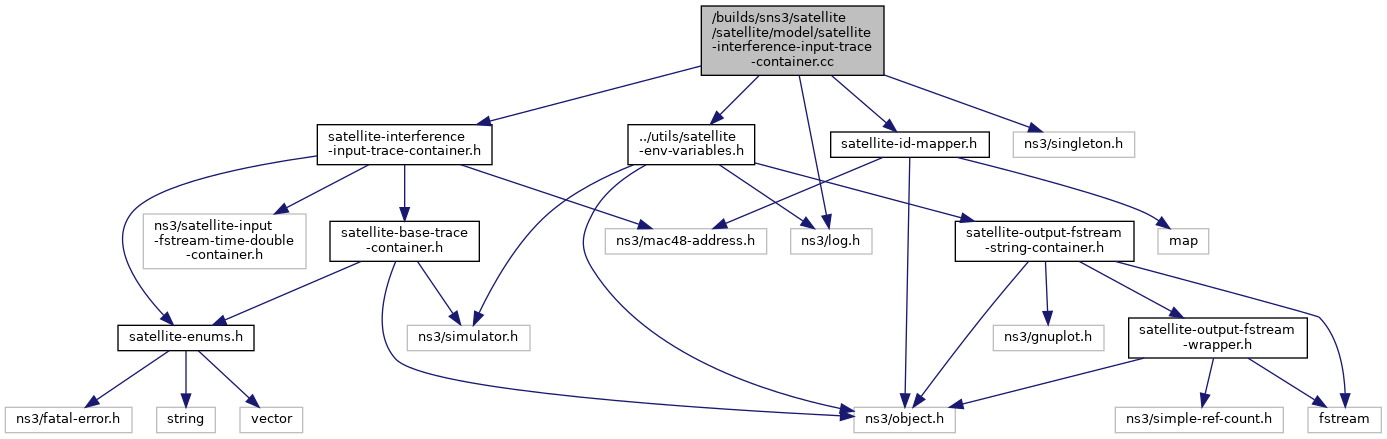 /builds/sns3/satellite
/satellite/model/satellite
-interference-input-trace
-container.cc
satellite-interference
-input-trace-container.h
../utils/satellite
-env-variables.h
satellite-id-mapper.h
ns3/singleton.h
ns3/satellite-input
-fstream-time-double
-container.h
satellite-base-trace
-container.h
ns3/mac48-address.h
ns3/log.h
satellite-output-fstream
-string-container.h
map
satellite-enums.h
ns3/simulator.h
ns3/gnuplot.h
satellite-output-fstream
-wrapper.h
ns3/fatal-error.h
string
vector
ns3/object.h
ns3/simple-ref-count.h
fstream